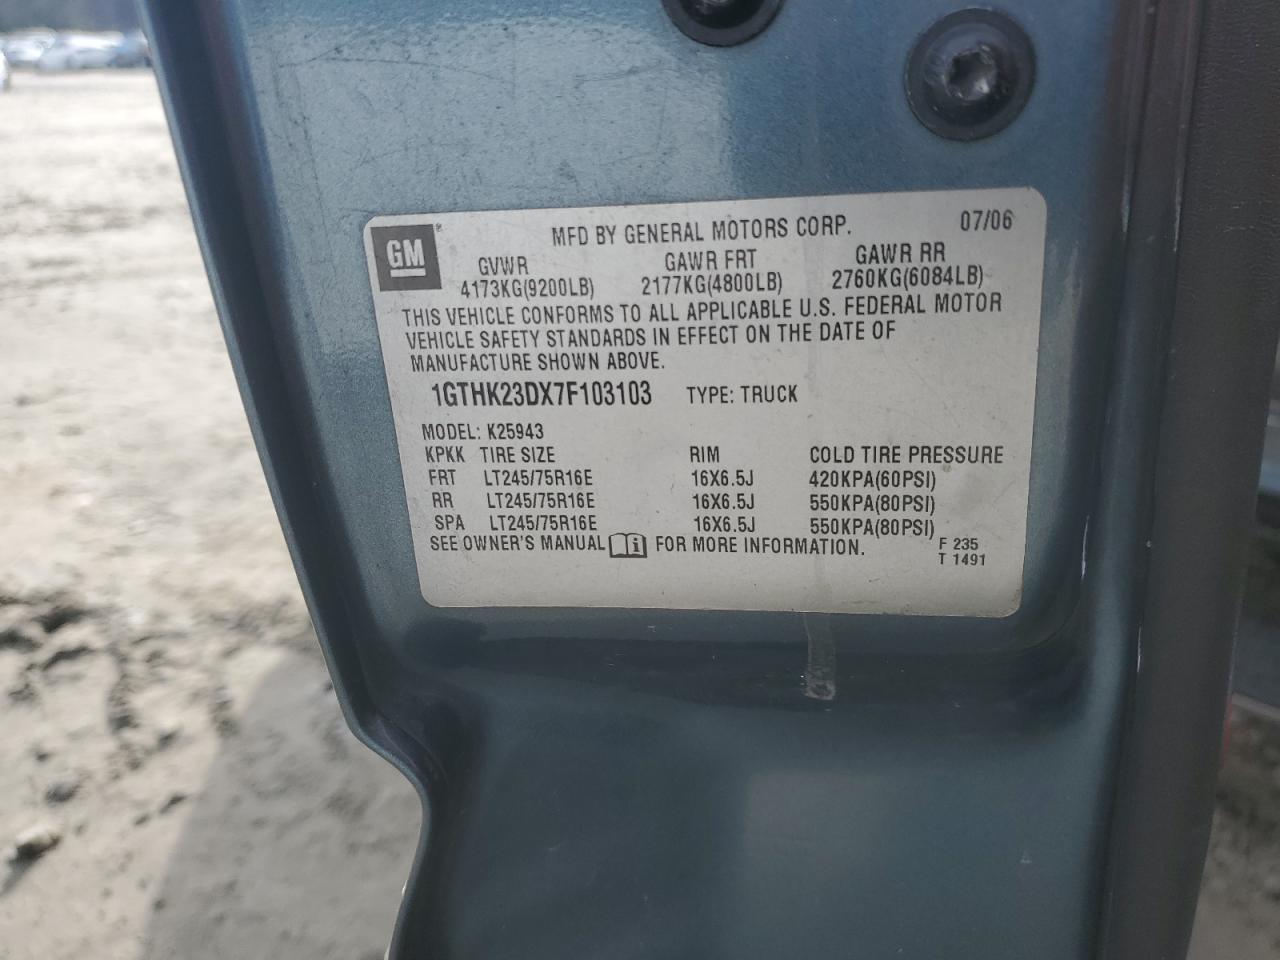 GM®
MFD BY GENERAL MOTORS CORP. 07/06
GVWR GAWR FRT GAWR RR
4173KG(9200LB) 2177KG(4800LB) 2760KG(6084LB)
THIS VEHICLE CONFORMS TO ALL APPLICABLE U.S. FEDERAL MOTOR
VEHICLE SAFETY STANDARDS IN EFFECT ON THE DATE OF
MANUFACTURE SHOWN ABOVE.
1GTHK23DX7F103103 TYPE: TRUCK
MODEL: K25943
KPKK TIRE SIZE RIM COLD TIRE PRESSURE
FRT LT245/75R16E 16X6.5J 420KPA(60PSI)
RR LT245/75R16E 16X6.5J 550KPA(80PSI)
SPA LT245/75R16E 16X6.5J 550KPA(80PSI)
SEE OWNER'S MANUAL i FOR MORE INFORMATION.
F 235
T 1491